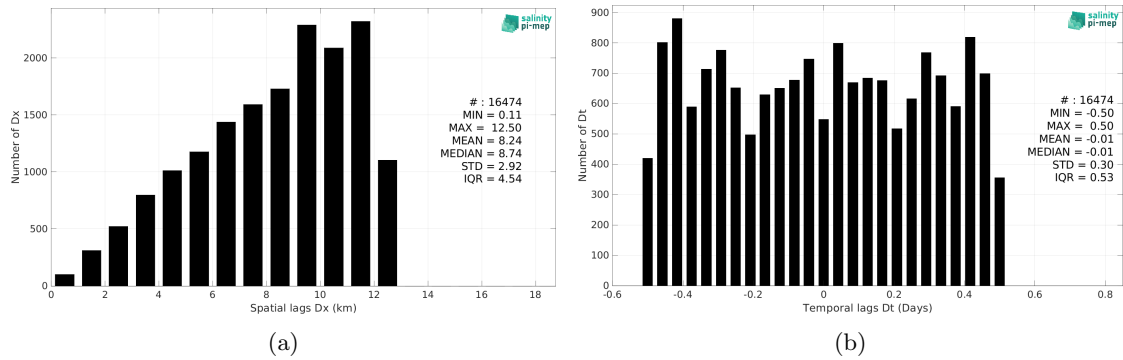 salinity
pi-mep
2000
1500
1000
500
0
Number of Dx
# : 16474
MIN = 0.11
MAX = 12.50
MEAN = 8.24
MEDIAN = 8.74
STD = 2.92
IQR = 4.54
0 2 4 6 8 10 12 14 16 18
Spatial lags Dx (km)
(a)
salinity
pi-mep
900
800
700
600
500
400
300
200
100
0
Number of Dt
# : 16474
MIN = -0.50
MAX = 0.50
MEAN = -0.01
MEDIAN = -0.01
STD = 0.30
IQR = 0.53
-0.6 -0.4 -0.2 0 0.2 0.4 0.6 0.8
Temporal lags Dt (Days)
(b)